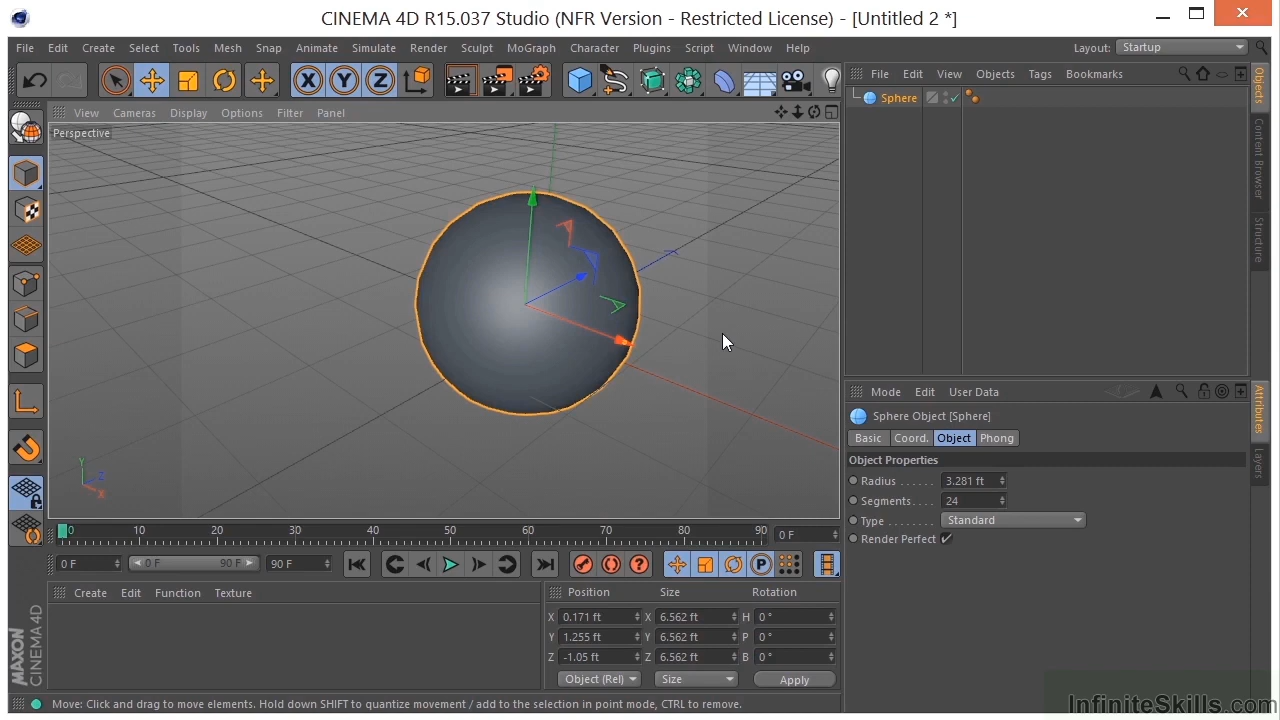 CINEMA 4D R15.037 Studio (NFR Version - Restricted License) - [Untitled 2 *]
File Edit Create Select Tools Mesh Snap Animate Simulate Render Sculpt MoGraph Character Plugins Script Window Help Layout: Startup
X Y Z
File Edit View Objects Tags Bookmarks
View Cameras Display Options Filter Panel
Perspective
Sphere
Objects
Content Browser
Structure
Y
Z
X
Mode Edit User Data
Sphere Object [Sphere]
Basic Coord. Object Phong
Object Properties
Radius . . . . . . 3.281 ft
Segments. . . . 24
Type . . . . . . . . Standard
Render Perfect
Attributes
Layers
0 10 20 30 40 50 60 70 80 90 0 F
0 F 0 F 90 F 90 F
P
Create Edit Function Texture
Position Size Rotation
X 0.171 ft X 6.562 ft H 0 °
Y 1.255 ft Y 6.562 ft P 0 °
Z -1.05 ft Z 6.562 ft B 0 °
Object (Rel) Size Apply
MAXON
CINEMA 4D
Move: Click and drag to move elements. Hold down SHIFT to quantize movement / add to the selection in point mode, CTRL to remove.
InfiniteSkills.com